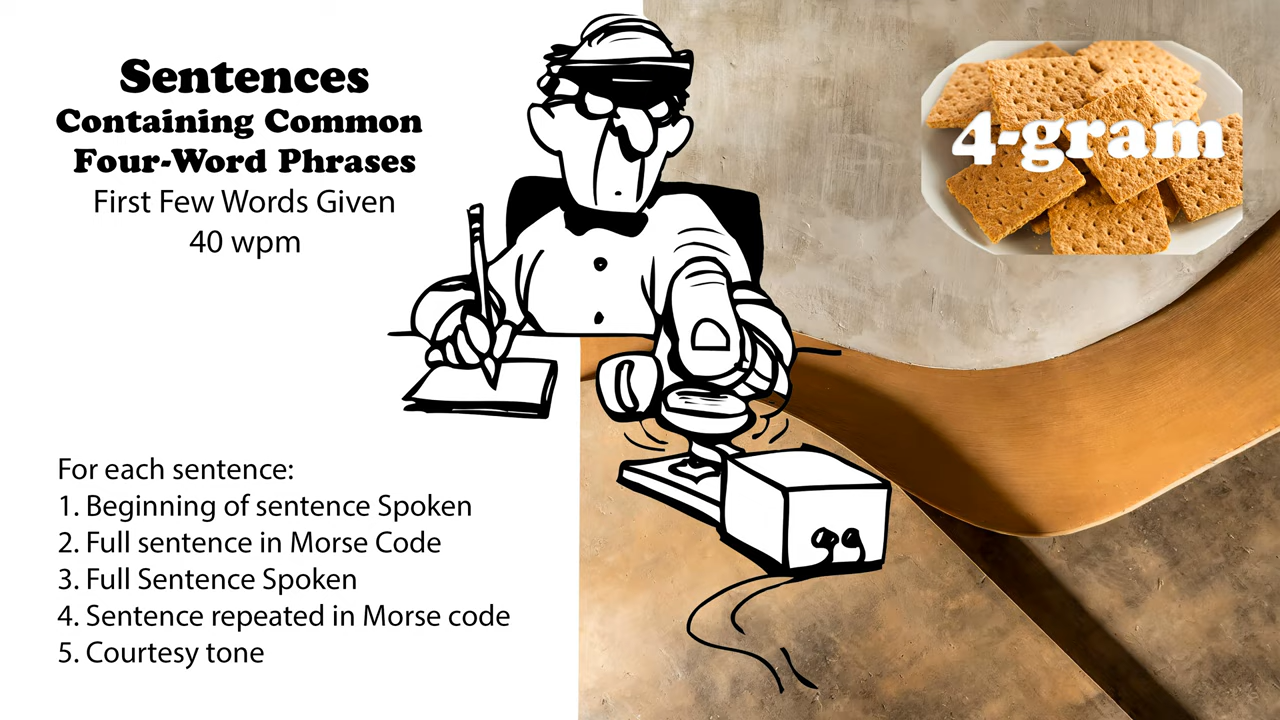 Sentences
Containing Common
Four-Word Phrases
First Few Words Given
40 wpm
4-gram
For each sentence:
1. Beginning of sentence Spoken
2. Full sentence in Morse Code
3. Full Sentence Spoken
4. Sentence repeated in Morse code
5. Courtesy tone